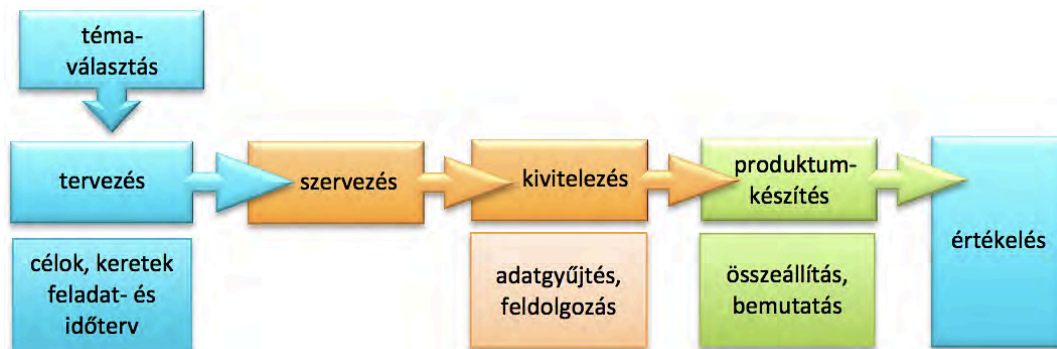 téma-
választás
tervezés
szervezés
kivitelezés
produktum-
készítés
értékelés
célok, keretek
feladat- és
időterv
adatgyűjtés,
feldolgozás
összeállítás,
bemutatás